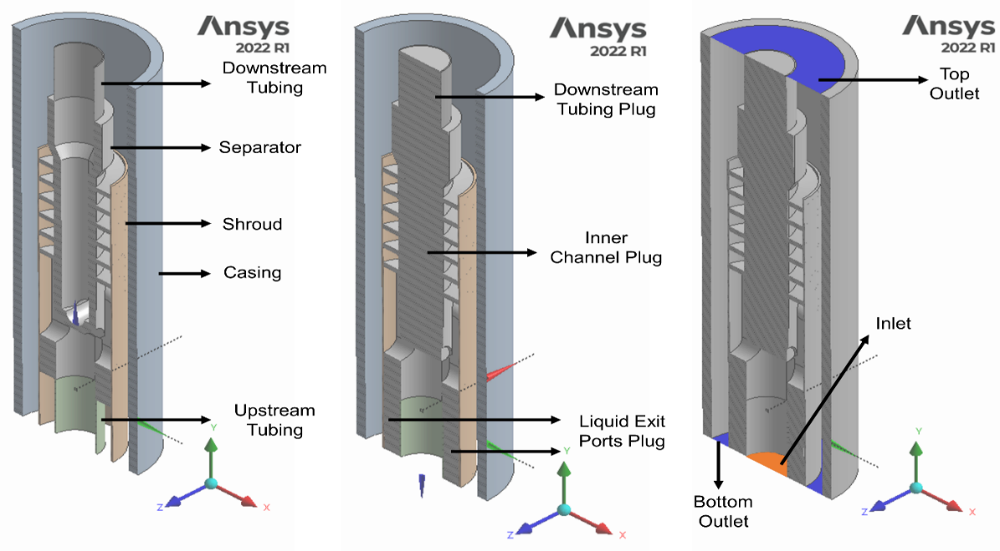 Ansys
2022 R1
Downstream
Tubing
Separator
Shroud
Casing
Upstream
Tubing
Y
Z
X
Ansys
2022 R1
Downstream
Tubing Plug
Inner
Channel Plug
Liquid Exit
Ports Plug
Y
Z
X
Ansys
2022 R1
Top
Outlet
Inlet
Bottom
Outlet
Y
Z
X